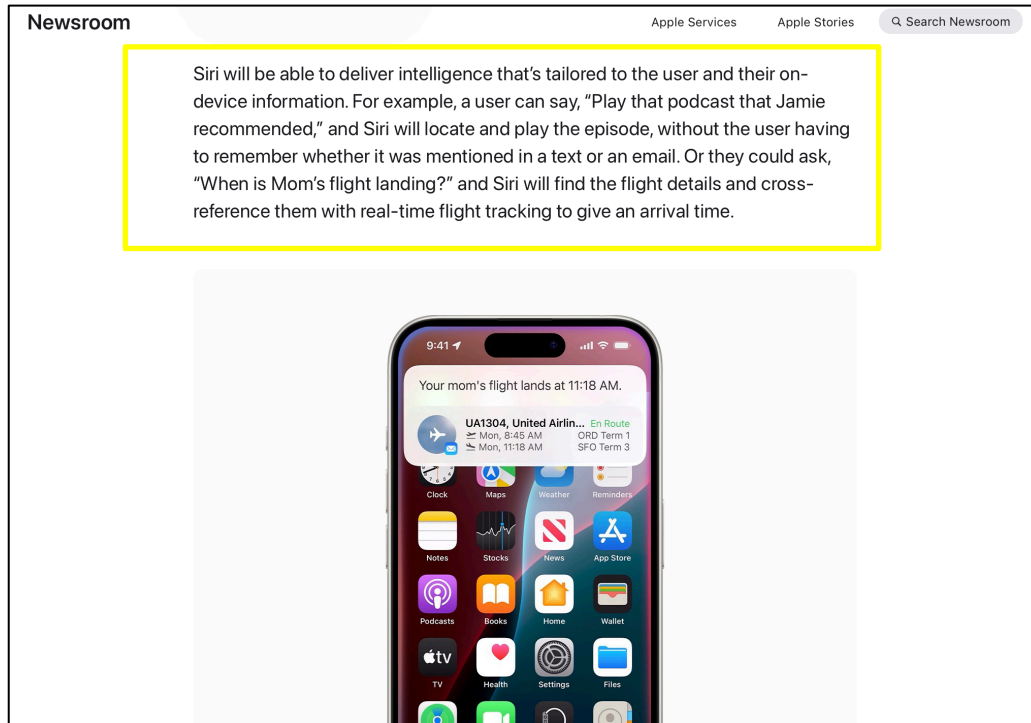 Newsroom
Apple Services
Apple Stories
Search Newsroom
Siri will be able to deliver intelligence that’s tailored to the user and their on-
device information. For example, a user can say, “Play that podcast that Jamie
recommended,” and Siri will locate and play the episode, without the user having
to remember whether it was mentioned in a text or an email. Or they could ask,
“When is Mom’s flight landing?” and Siri will find the flight details and cross-
reference them with real-time flight tracking to give an arrival time.
9:41
Your mom's flight lands at 11:18 AM.
UA1304, United Airlin... En Route
Mon, 8:45 AM ORD Term 1
Mon, 11:18 AM SFO Term 3
Clock Maps Weather Reminders
Notes Stocks News App Store
Podcasts Books Home Wallet
tv
TV Health Settings Files